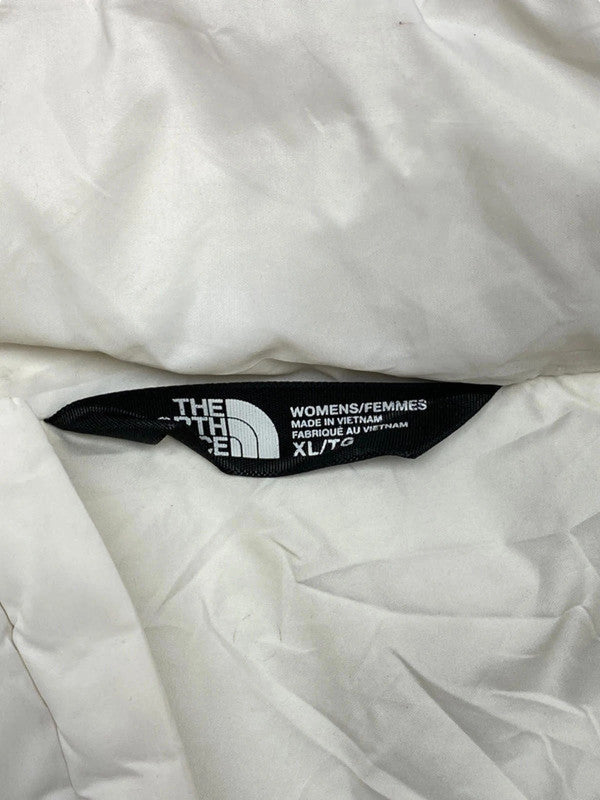 THE
WOMENS/FEMMES
MADE IN VIETNAM
FABRIQUÉ AU VIETNAM
XL/TG